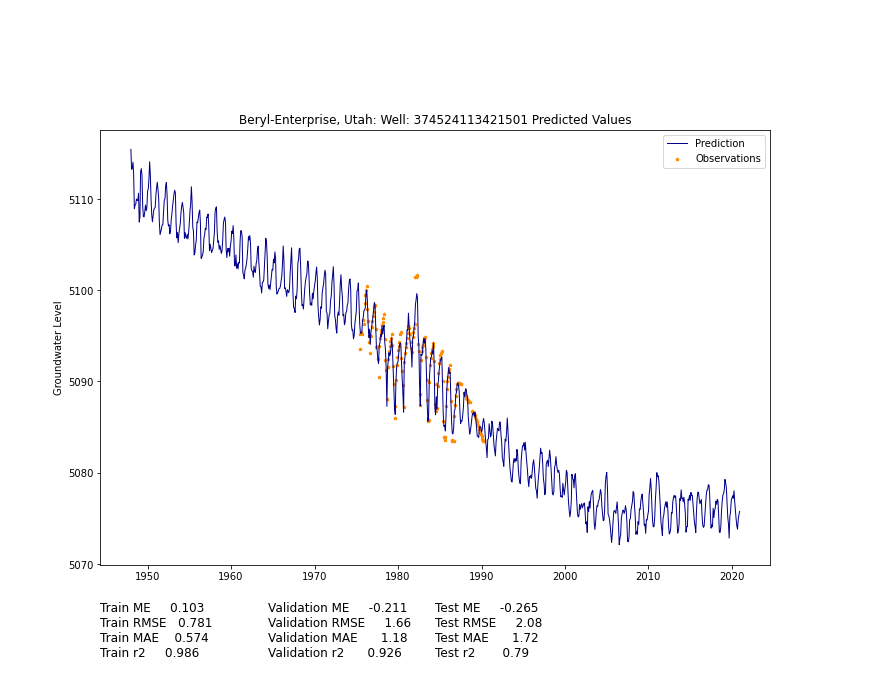 Beryl-Enterprise, Utah: Well: 374524113421501 Predicted Values
Prediction
Observations
Groundwater Level
5110
5100
5090
5080
5070
1950 1960 1970 1980 1990 2000 2010 2020
Train ME 0.103 Validation ME -0.211 Test ME -0.265
Train RMSE 0.781 Validation RMSE 1.66 Test RMSE 2.08
Train MAE 0.574 Validation MAE 1.18 Test MAE 1.72
Train r2 0.986 Validation r2 0.926 Test r2 0.79